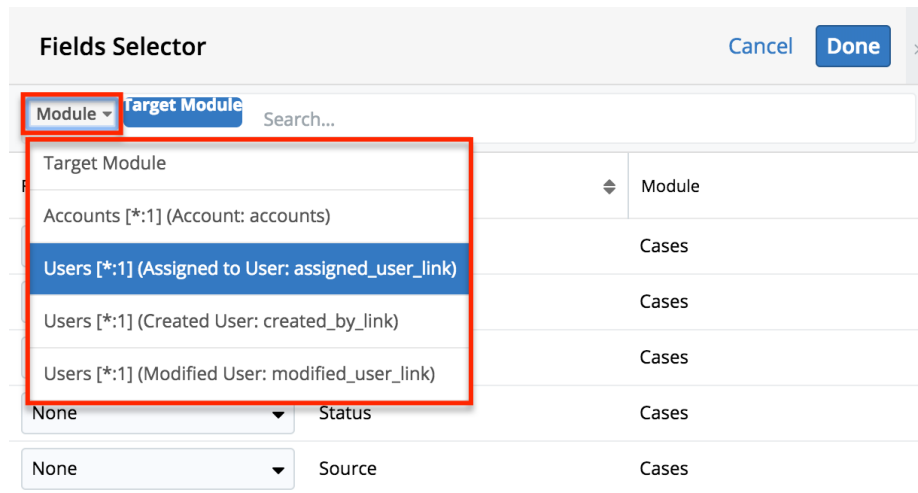 Fields Selector
Cancel
Done
Module
Target Module
Search...
Target Module
Module
Accounts [*:1] (Account: accounts)
Cases
Users [*:1] (Assigned to User: assigned_user_link)
Cases
Users [*:1] (Created User: created_by_link)
Cases
Users [*:1] (Modified User: modified_user_link)
None
Status
Cases
None
Source
Cases